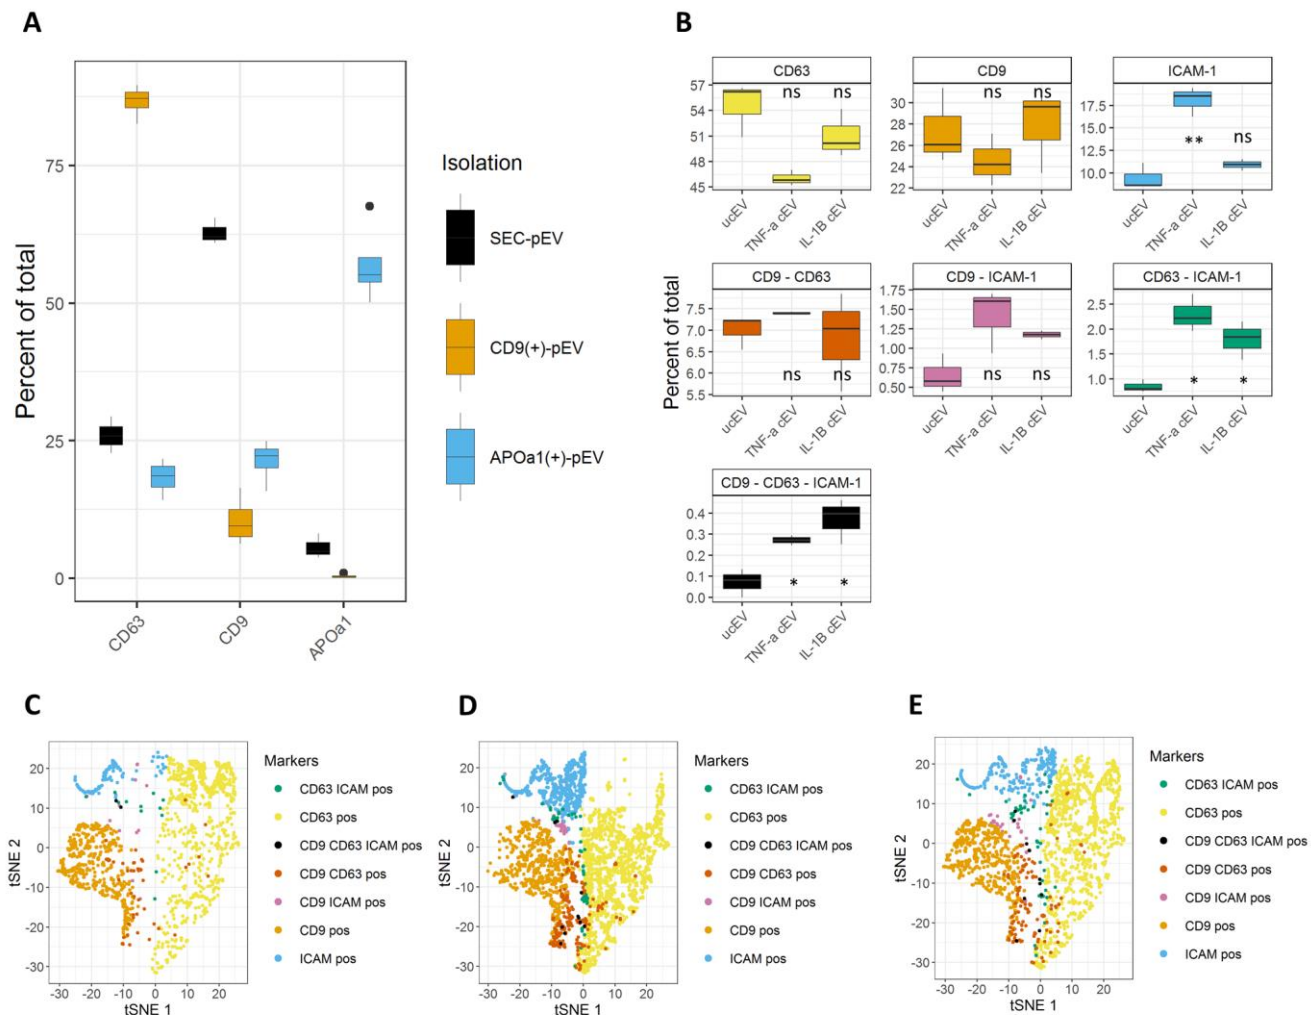 A
B
Percent of total
75
50
25
0
CD63
CD9
APOa1
Isolation
SEC-pEV
CD9(+)-pEV
APOa1(+)-pEV
Percent of total
CD63
57
54
51
48
45
ns
ns
ucEV
TNF-a cEV
IL-1B cEV
CD9
30
28
26
24
22
ns
ns
ucEV
TNF-a cEV
IL-1B cEV
ICAM-1
17.5
15.0
12.5
10.0
**
ns
ucEV
TNF-a cEV
IL-1B cEV
CD9 - CD63
7.5
7.0
6.5
6.0
5.5
ns
ns
ucEV
TNF-a cEV
IL-1B cEV
CD9 - ICAM-1
1.75
1.50
1.25
1.00
0.75
0.50
ns
ns
ucEV
TNF-a cEV
IL-1B cEV
CD63 - ICAM-1
2.5
2.0
1.5
1.0
*
*
ucEV
TNF-a cEV
IL-1B cEV
CD9 - CD63 - ICAM-1
0.4
0.3
0.2
0.1
0.0
*
*
ucEV
TNF-a cEV
IL-1B cEV
C
tSNE 2
20
10
0
-10
-20
-30
-30 -20 -10 0 10 20
tSNE 1
Markers
CD63 ICAM pos
CD63 pos
CD9 CD63 ICAM pos
CD9 CD63 pos
CD9 ICAM pos
CD9 pos
ICAM pos
D
tSNE 2
20
10
0
-10
-20
-30
-30 -20 -10 0 10 20
tSNE 1
Markers
CD63 ICAM pos
CD63 pos
CD9 CD63 ICAM pos
CD9 CD63 pos
CD9 ICAM pos
CD9 pos
ICAM pos
E
tSNE 2
20
10
0
-10
-20
-30
-30 -20 -10 0 10 20
tSNE 1
Markers
CD63 ICAM pos
CD63 pos
CD9 CD63 ICAM pos
CD9 CD63 pos
CD9 ICAM pos
CD9 pos
ICAM pos